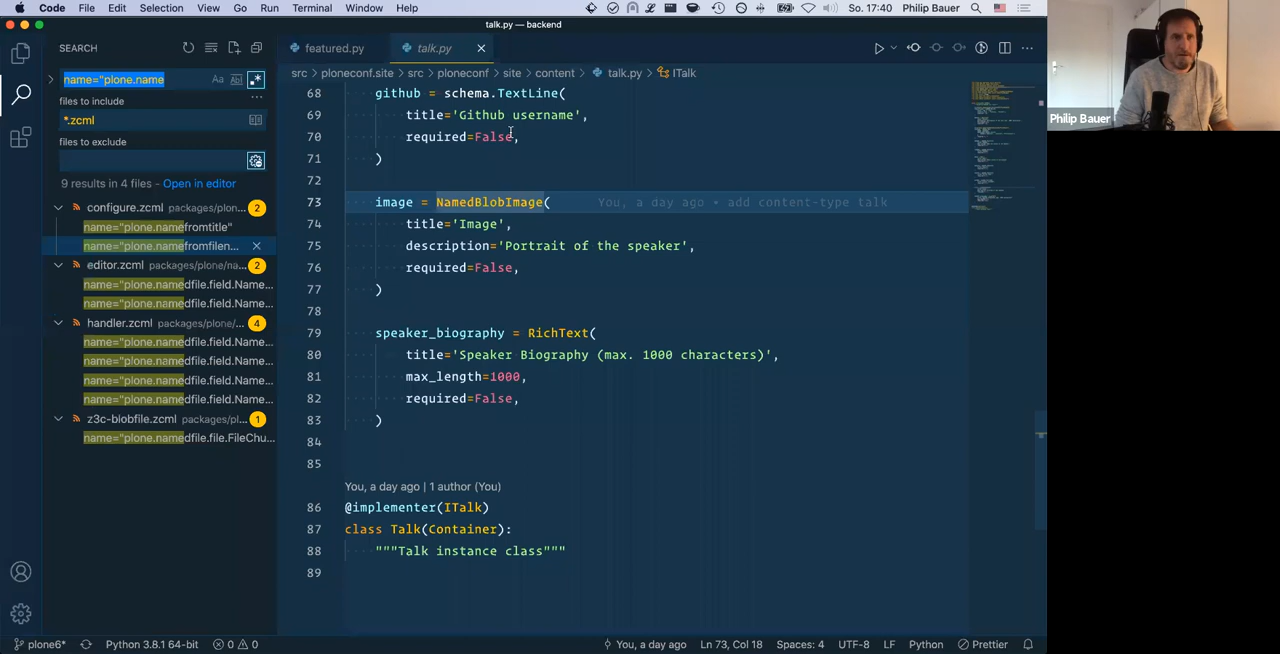 Code File Edit Selection View Go Run Terminal Window Help So. 17:40 Philip Bauer
talk.py — backend
SEARCH
featured.py
talk.py
name="plone.name
Aa
files to include
*.zcml
files to exclude
9 results in 4 files - Open in editor
configure.zcml packages/plon... 2
name="plone.namefromtitle"
name="plone.namefromfilen...
editor.zcml packages/plone/na... 2
name="plone.namedfile.field.Name...
name="plone.namedfile.field.Name...
handler.zcml packages/plone/... 4
name="plone.namedfile.field.Name...
name="plone.namedfile.field.Name...
name="plone.namedfile.field.Name...
name="plone.namedfile.field.Name...
z3c-blobfile.zcml packages/pl... 1
name="plone.namedfile.file.FileChu...
src > ploneconf.site > src > ploneconf > site > content > talk.py > ITalk
68 github = schema.TextLine(
69 title='Github username',
70 required=False,
71 )
72
73 image = NamedBlobImage( You, a day ago • add content-type talk
74 title='Image',
75 description='Portrait of the speaker',
76 required=False,
77 )
78
79 speaker_biography = RichText(
80 title='Speaker Biography (max. 1000 characters)',
81 max_length=1000,
82 required=False,
83 )
84
85
You, a day ago | 1 author (You)
86 @implementer(ITalk)
87 class Talk(Container):
88 """Talk instance class"""
89
Philip Bauer
plone6* Python 3.8.1 64-bit 0 0 You, a day ago Ln 73, Col 18 Spaces: 4 UTF-8 LF Python Prettier